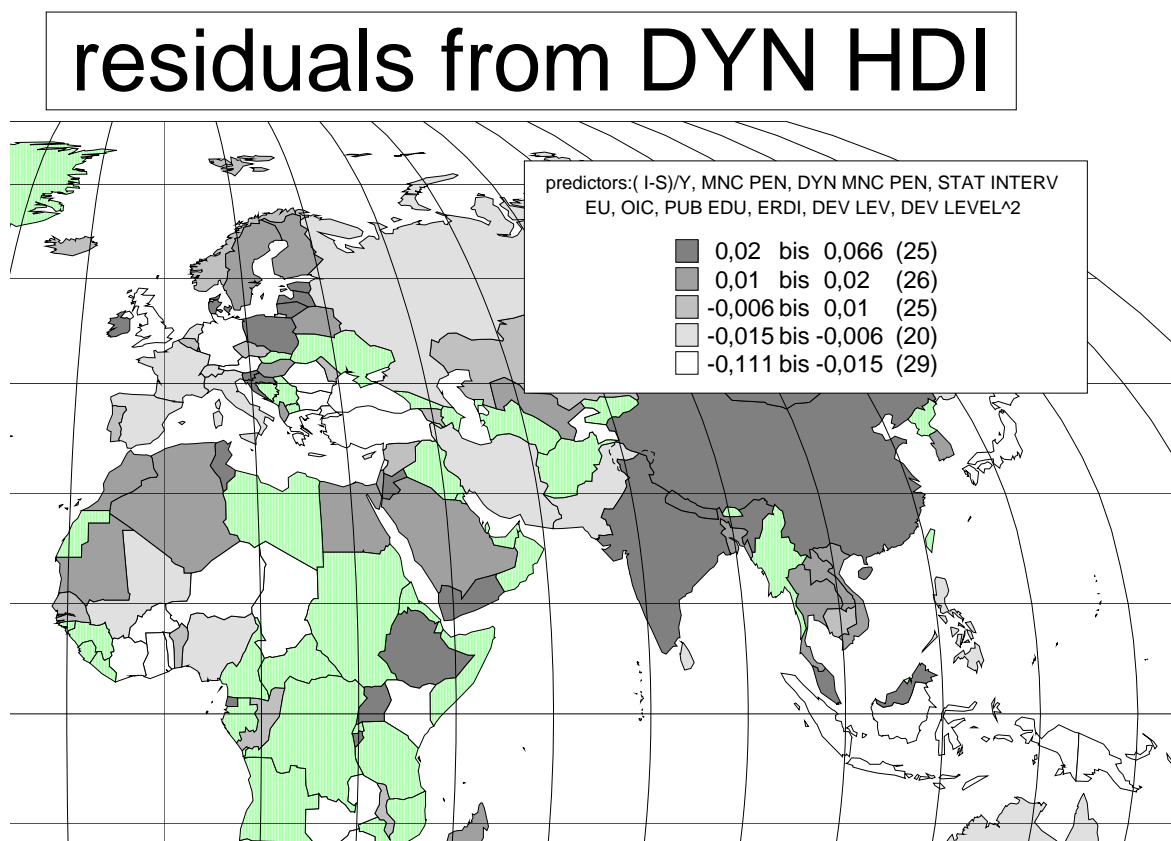 residuals from DYN HDI
predictors:( I-S)/Y, MNC PEN, DYN MNC PEN, STAT INTERV
EU, OIC, PUB EDU, ERDI, DEV LEV, DEV LEVEL^2
0,02 bis 0,066 (25)
0,01 bis 0,02 (26)
-0,006 bis 0,01 (25)
-0,015 bis -0,006 (20)
-0,111 bis -0,015 (29)